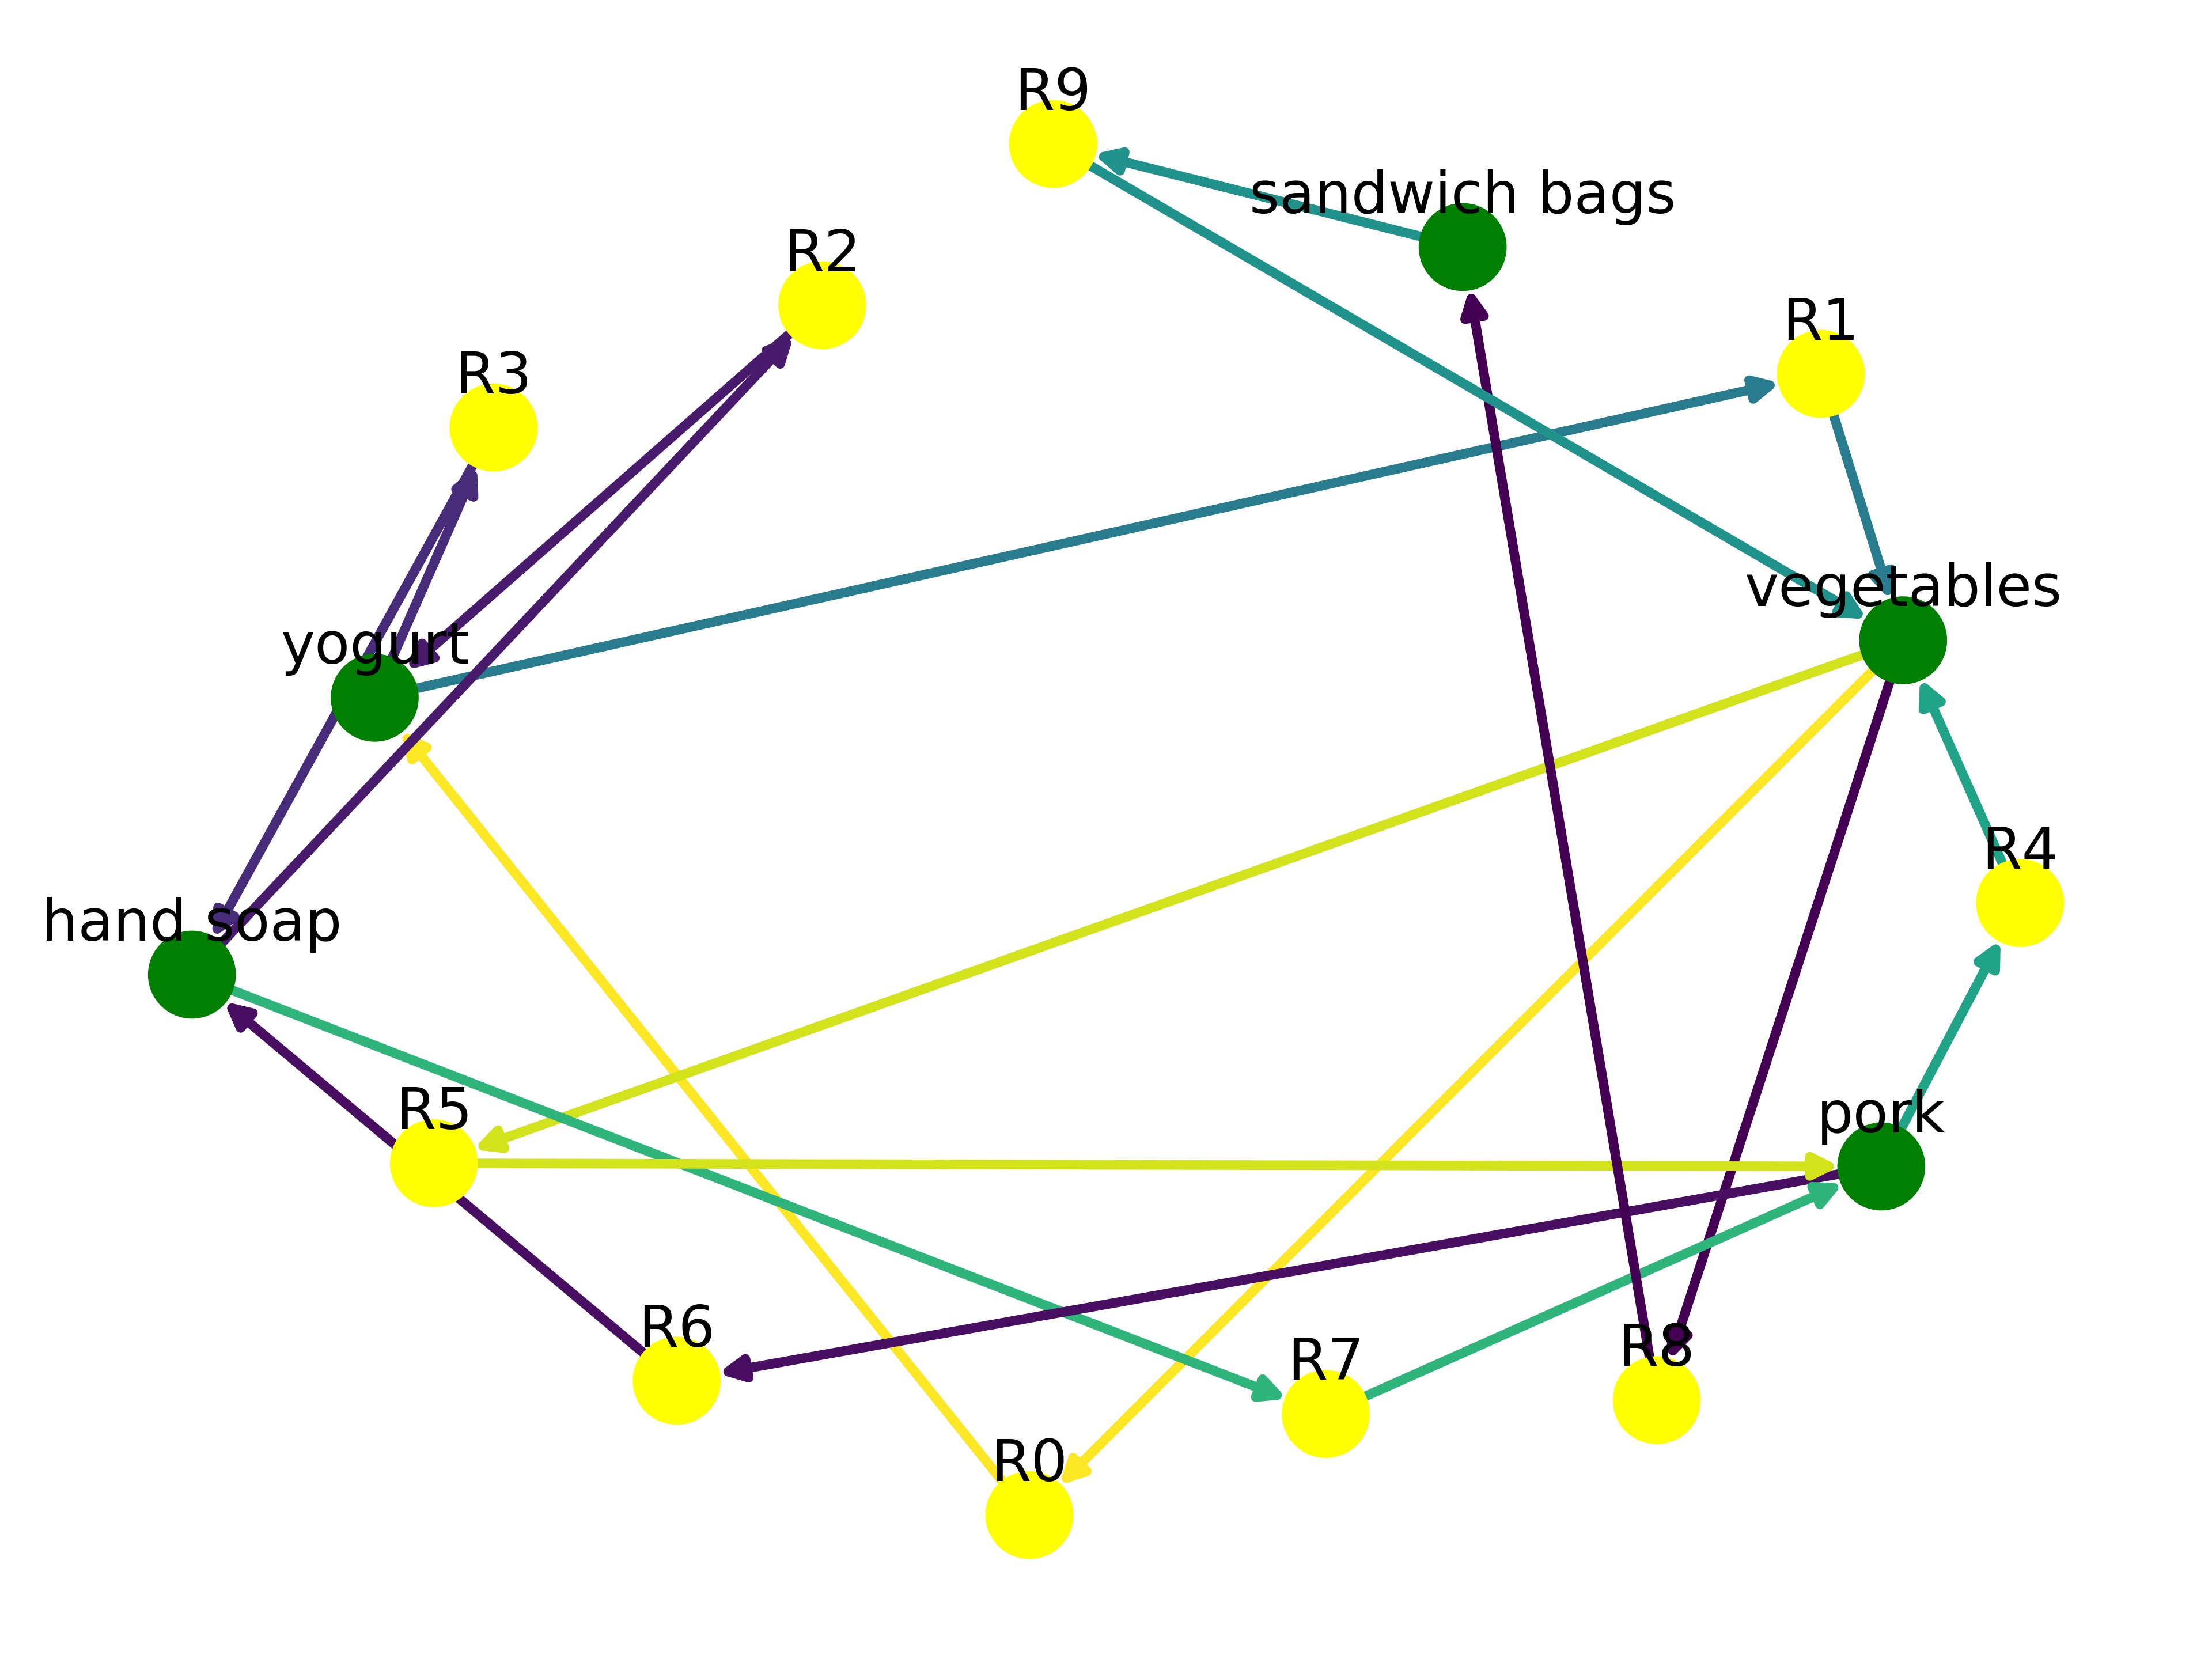 R9
sandwich bags
R2
R1
R3
vegetables
yogurt
R4
hand soap
R5
pork
R6
R8
R7
R0